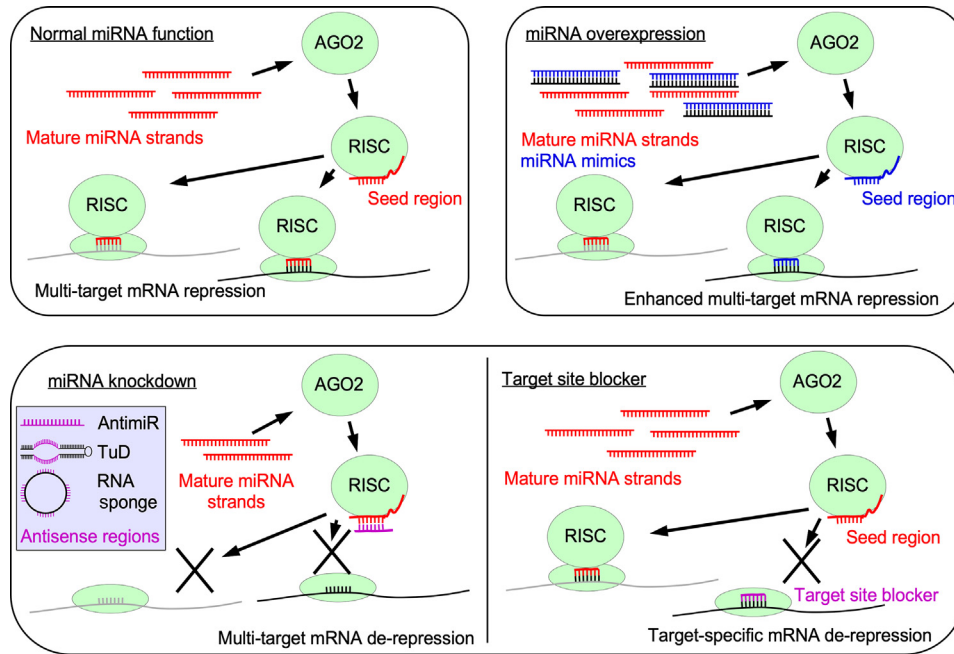 Normal miRNA function
AGO2
Mature miRNA strands
RISC
Seed region
RISC
RISC
Multi-target mRNA repression
miRNA overexpression
AGO2
Mature miRNA strands
miRNA mimics
RISC
Seed region
RISC
RISC
Enhanced multi-target mRNA repression
miRNA knockdown
AGO2
AntimiR
TuD
RNA
sponge
Antisense regions
Mature miRNA
strands
RISC
Multi-target mRNA de-repression
Target site blocker
AGO2
Mature miRNA strands
RISC
Seed region
RISC
Target site blocker
Target-specific mRNA de-repression